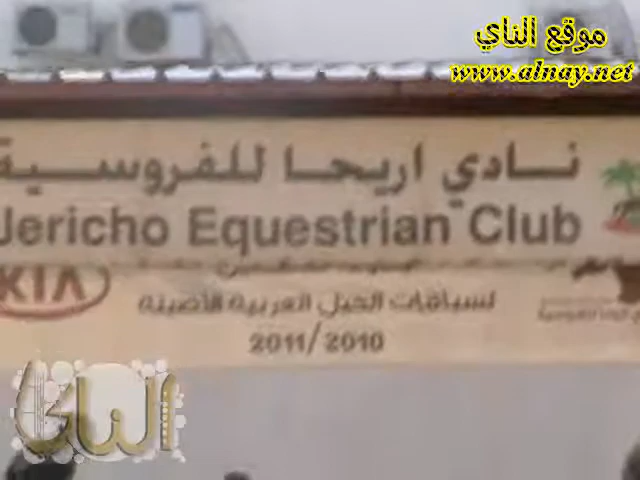 موقع الناي
www.alnay.net
نادي اريحا للفروسية
Jericho Equestrian Club
KIA
لسباقات الخيل العربية الأصيلة
2011/2010
الناي